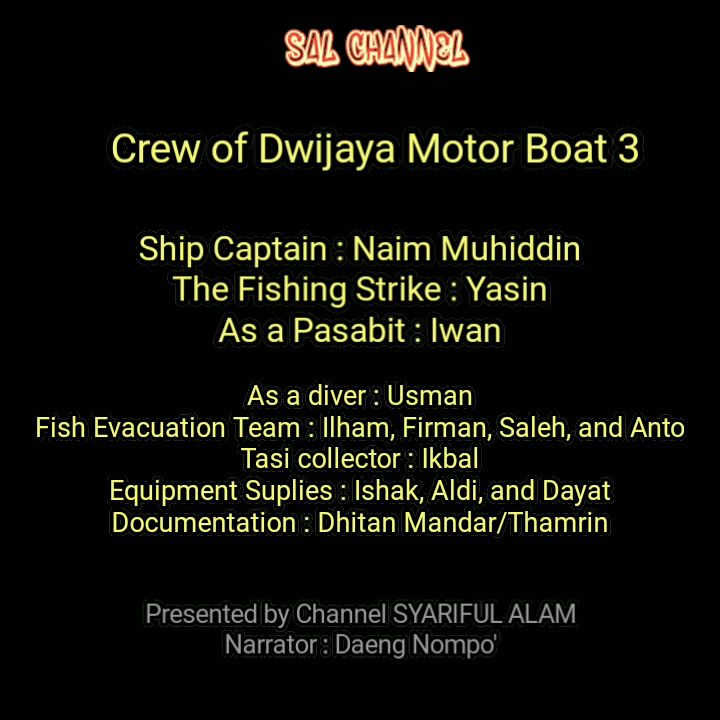 SAL CHANNEL
Crew of Dwijaya Motor Boat 3
Ship Captain : Naim Muhiddin
The Fishing Strike : Yasin
As a Pasabit : Iwan
As a diver : Usman
Fish Evacuation Team : Ilham, Firman, Saleh, and Anto
Tasi collector : Ikbal
Equipment Suplies : Ishak, Aldi, and Dayat
Documentation : Dhitan Mandar/Thamrin
Presented by Channel SYARIFUL ALAM
Narrator : Daeng Nompo'